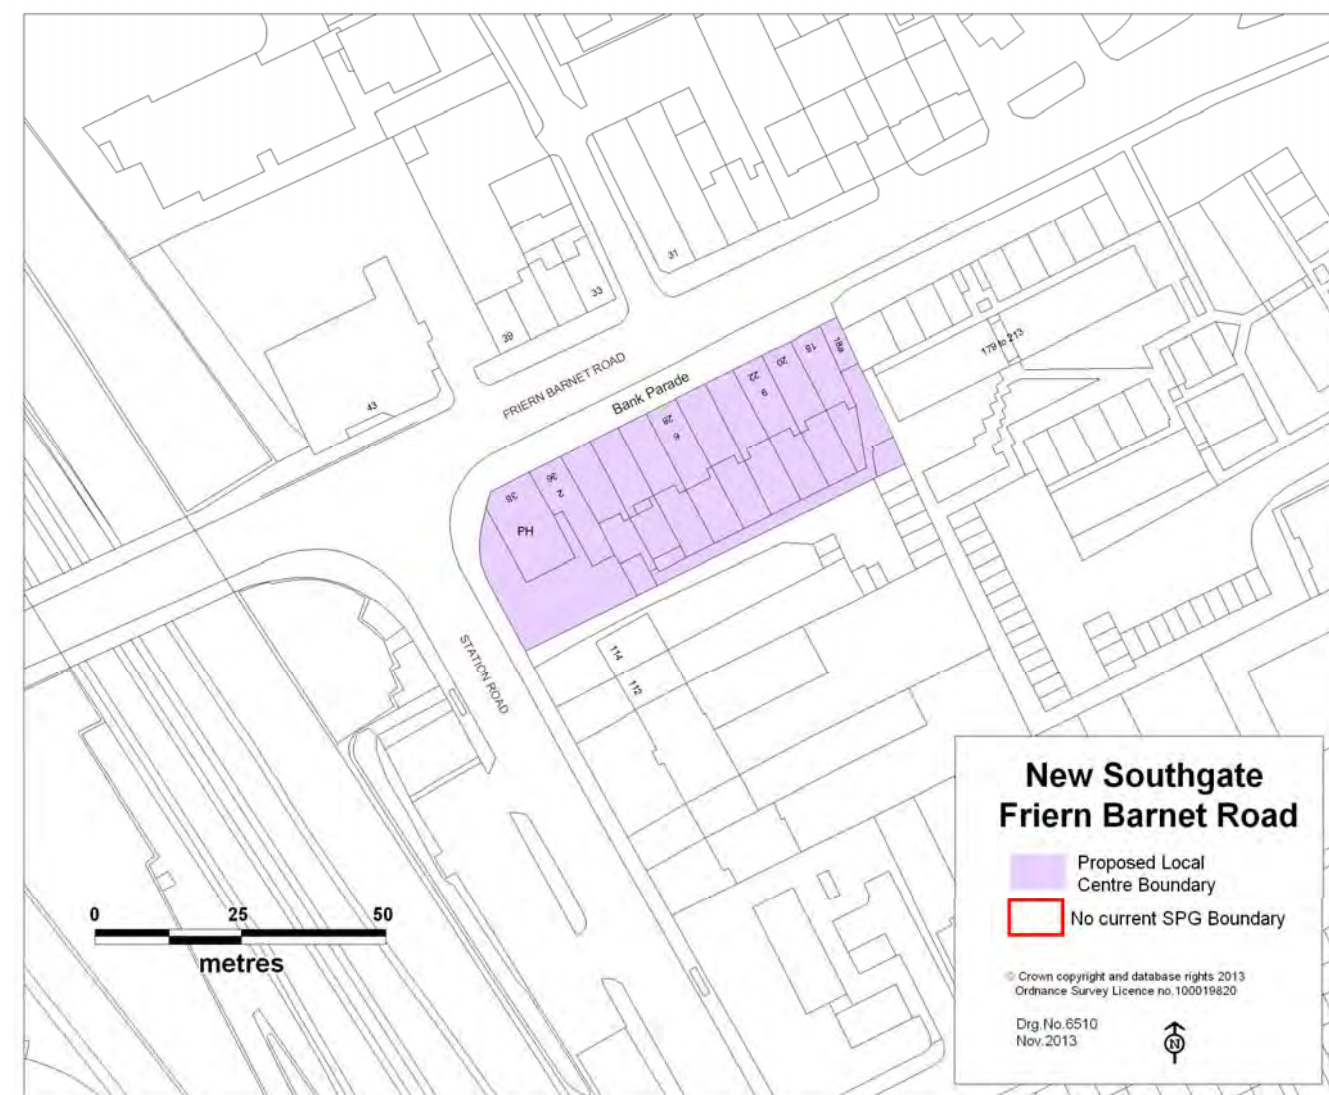 31
33
39
FRIERN BARNET ROAD
43
Bank Parade
18a
18
20
22
9
28
6
36
2
38
PH
179 to 213
STATION ROAD
114
112
0 25 50
metres
New Southgate
Friern Barnet Road
Proposed Local
Centre Boundary
No current SPG Boundary
© Crown copyright and database rights 2013
Ordnance Survey Licence no.100019820
Drg.No.6510
Nov.2013
N